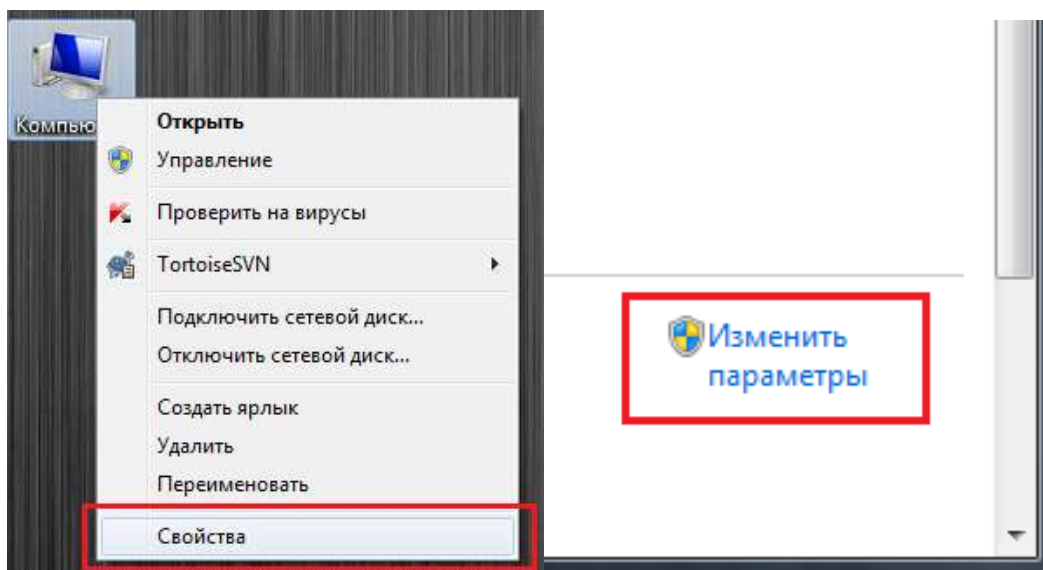 Компью
Открыть
Управление
Проверить на вирусы
TortoiseSVN
Подключить сетевой диск...
Отключить сетевой диск...
Создать ярлык
Удалить
Переименовать
Свойства
Изменить
параметры